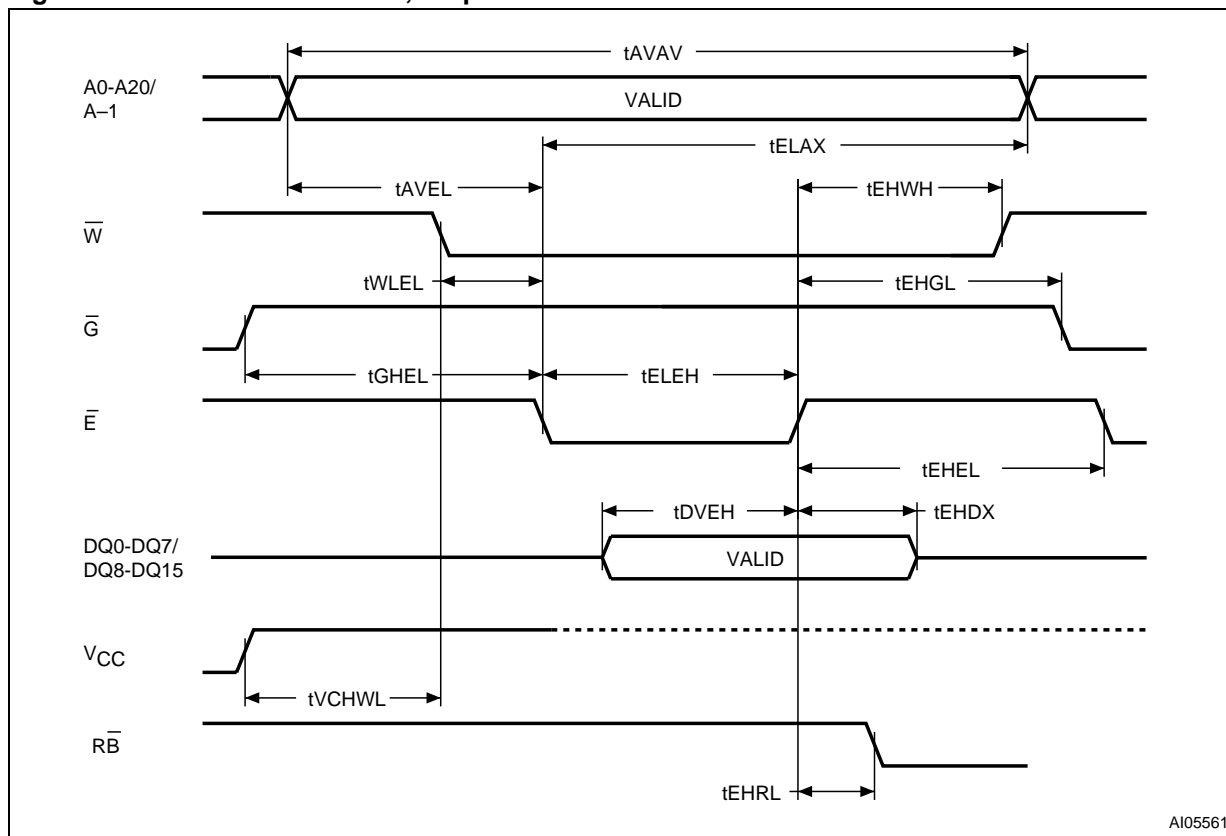 tAVAV
A0-A20/
A–1
VALID
tELAX
tAVEL
tEHWH
W̅
tWLEL
tEHGL
G̅
tGHEL
tELEH
E̅
tEHEL
tDVEH
tEHDX
DQ0-DQ7/
DQ8-DQ15
VALID
VCC
tVCHWL
RB̅
tEHRL
AI05561